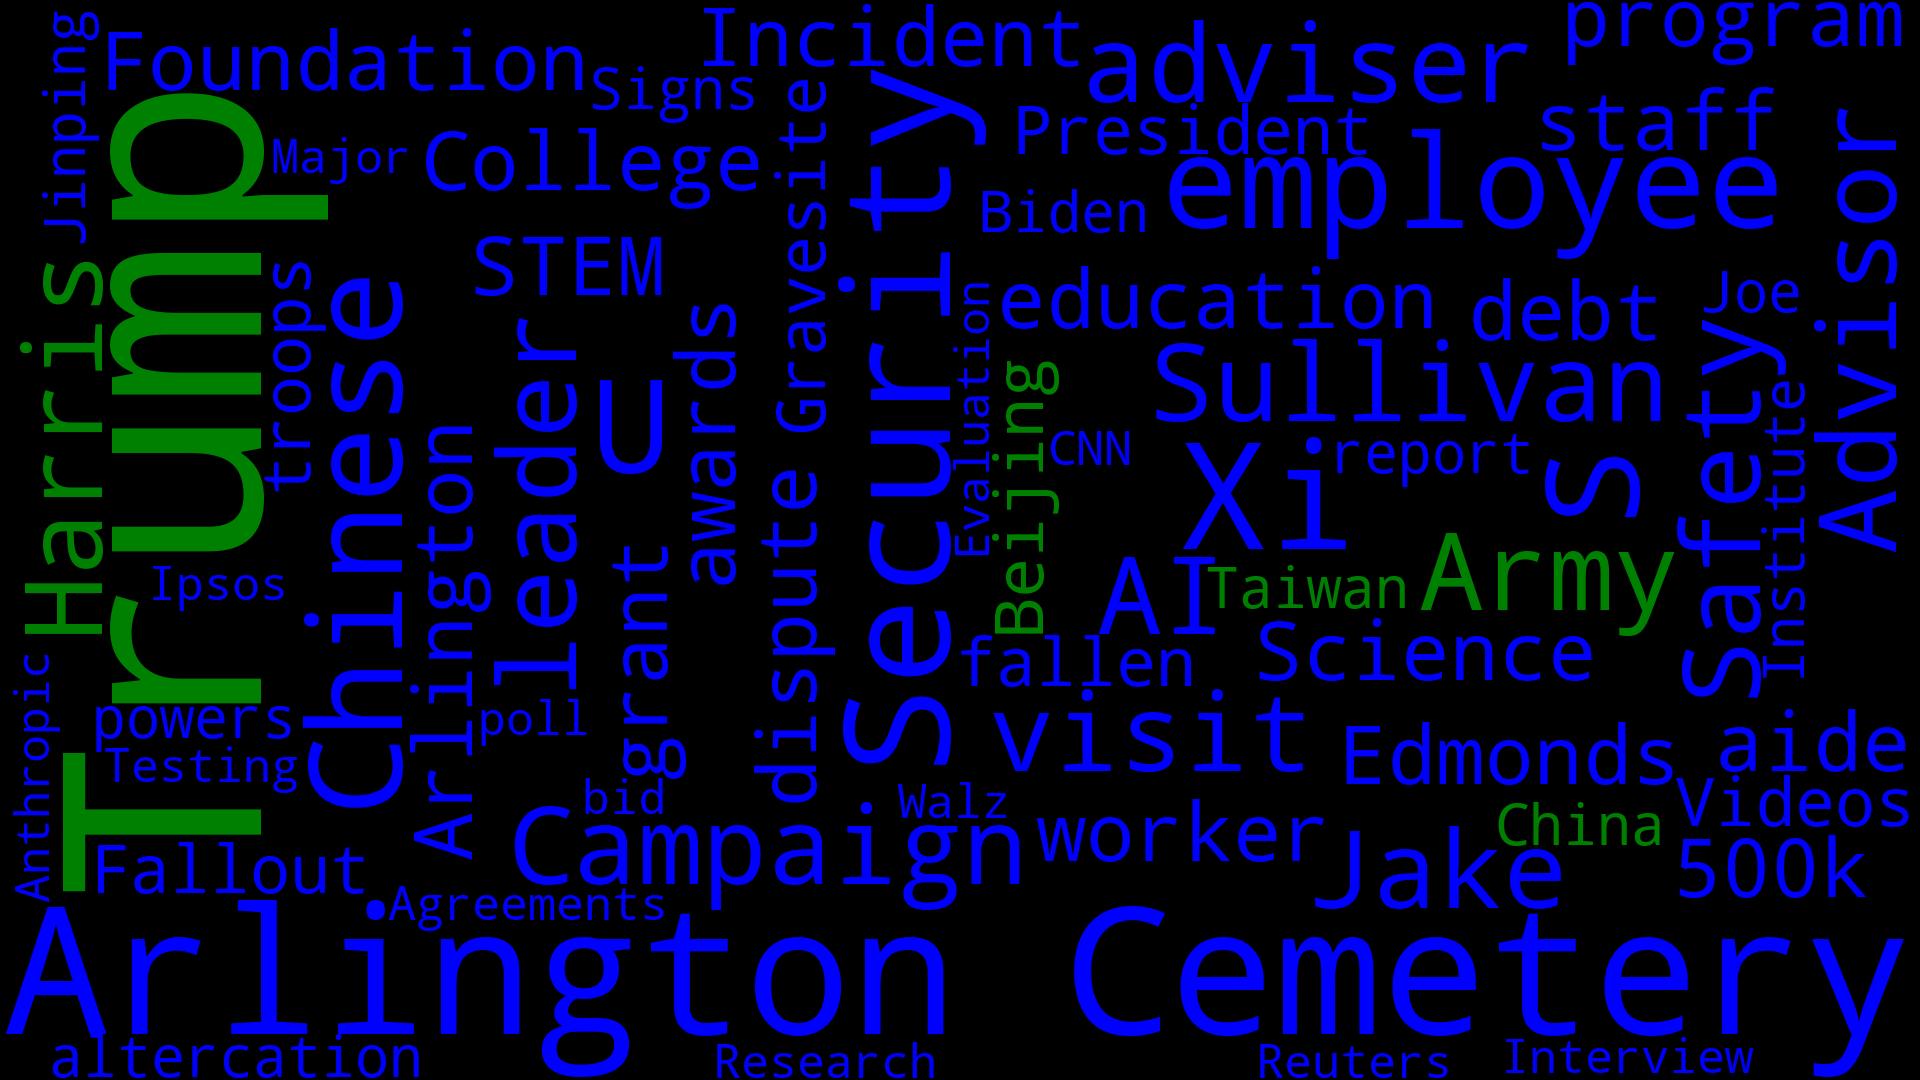 program
Incident
adviser
Foundation
Jinping
Signs
staff
President
Major
College
Gravesite
Security
employee
Advisor
Biden
STEM
troops
Chinese
education
debt
Joe
Harris
Trump
leader
U
awards
Evaluation
Beijing
Sullivan
Safety
Institute
Arlington
CNN
Xi
report
S
dispute
grant
Ipsos
AI
Taiwan
Army
fallen
Science
Anthropic
powers
poll
visit
Edmonds
aide
Testing
bid
Walz
Campaign
worker
China
Videos
Jake
500k
Fallout
Agreements
Arlington Cemetery
altercation
Research
Reuters
Interview